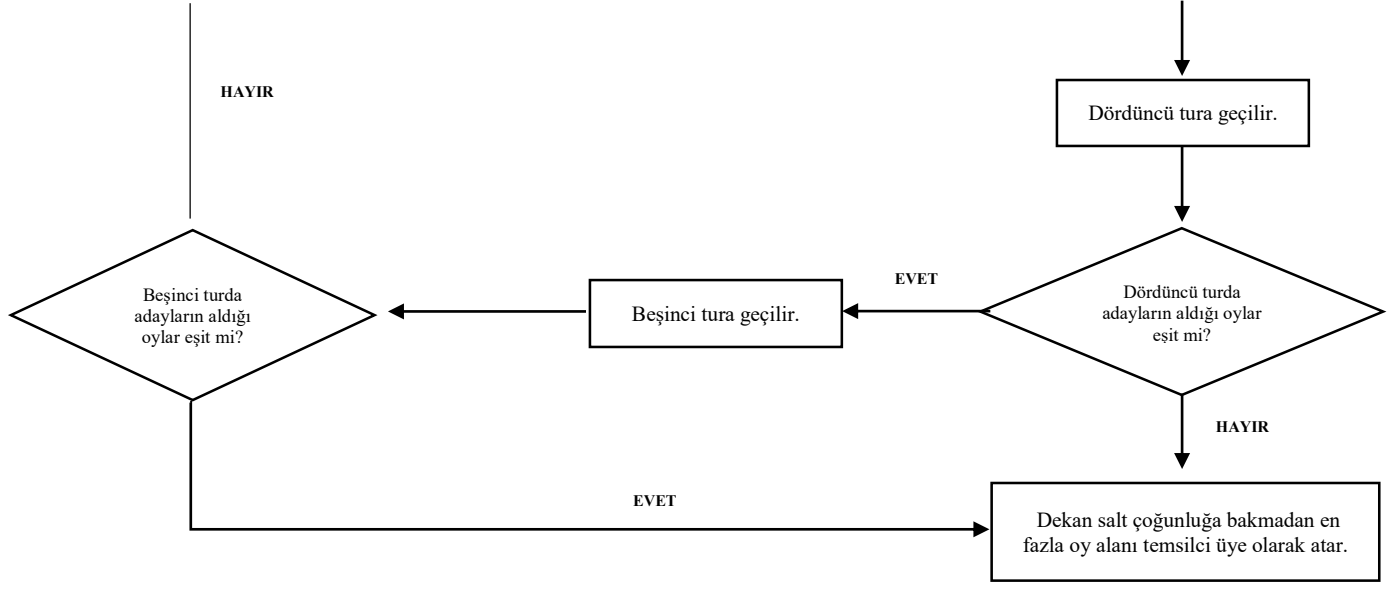 HAYIR
Dördüncü tura geçilir.
Dördüncü turda
adayların aldığı oylar
eşit mi?
EVET
Beşinci tura geçilir.
Beşinci turda
adayların aldığı
oylar eşit mi?
HAYIR
EVET
Dekan salt çoğunluğa bakmadan en
fazla oy alanı temsilci üye olarak atar.